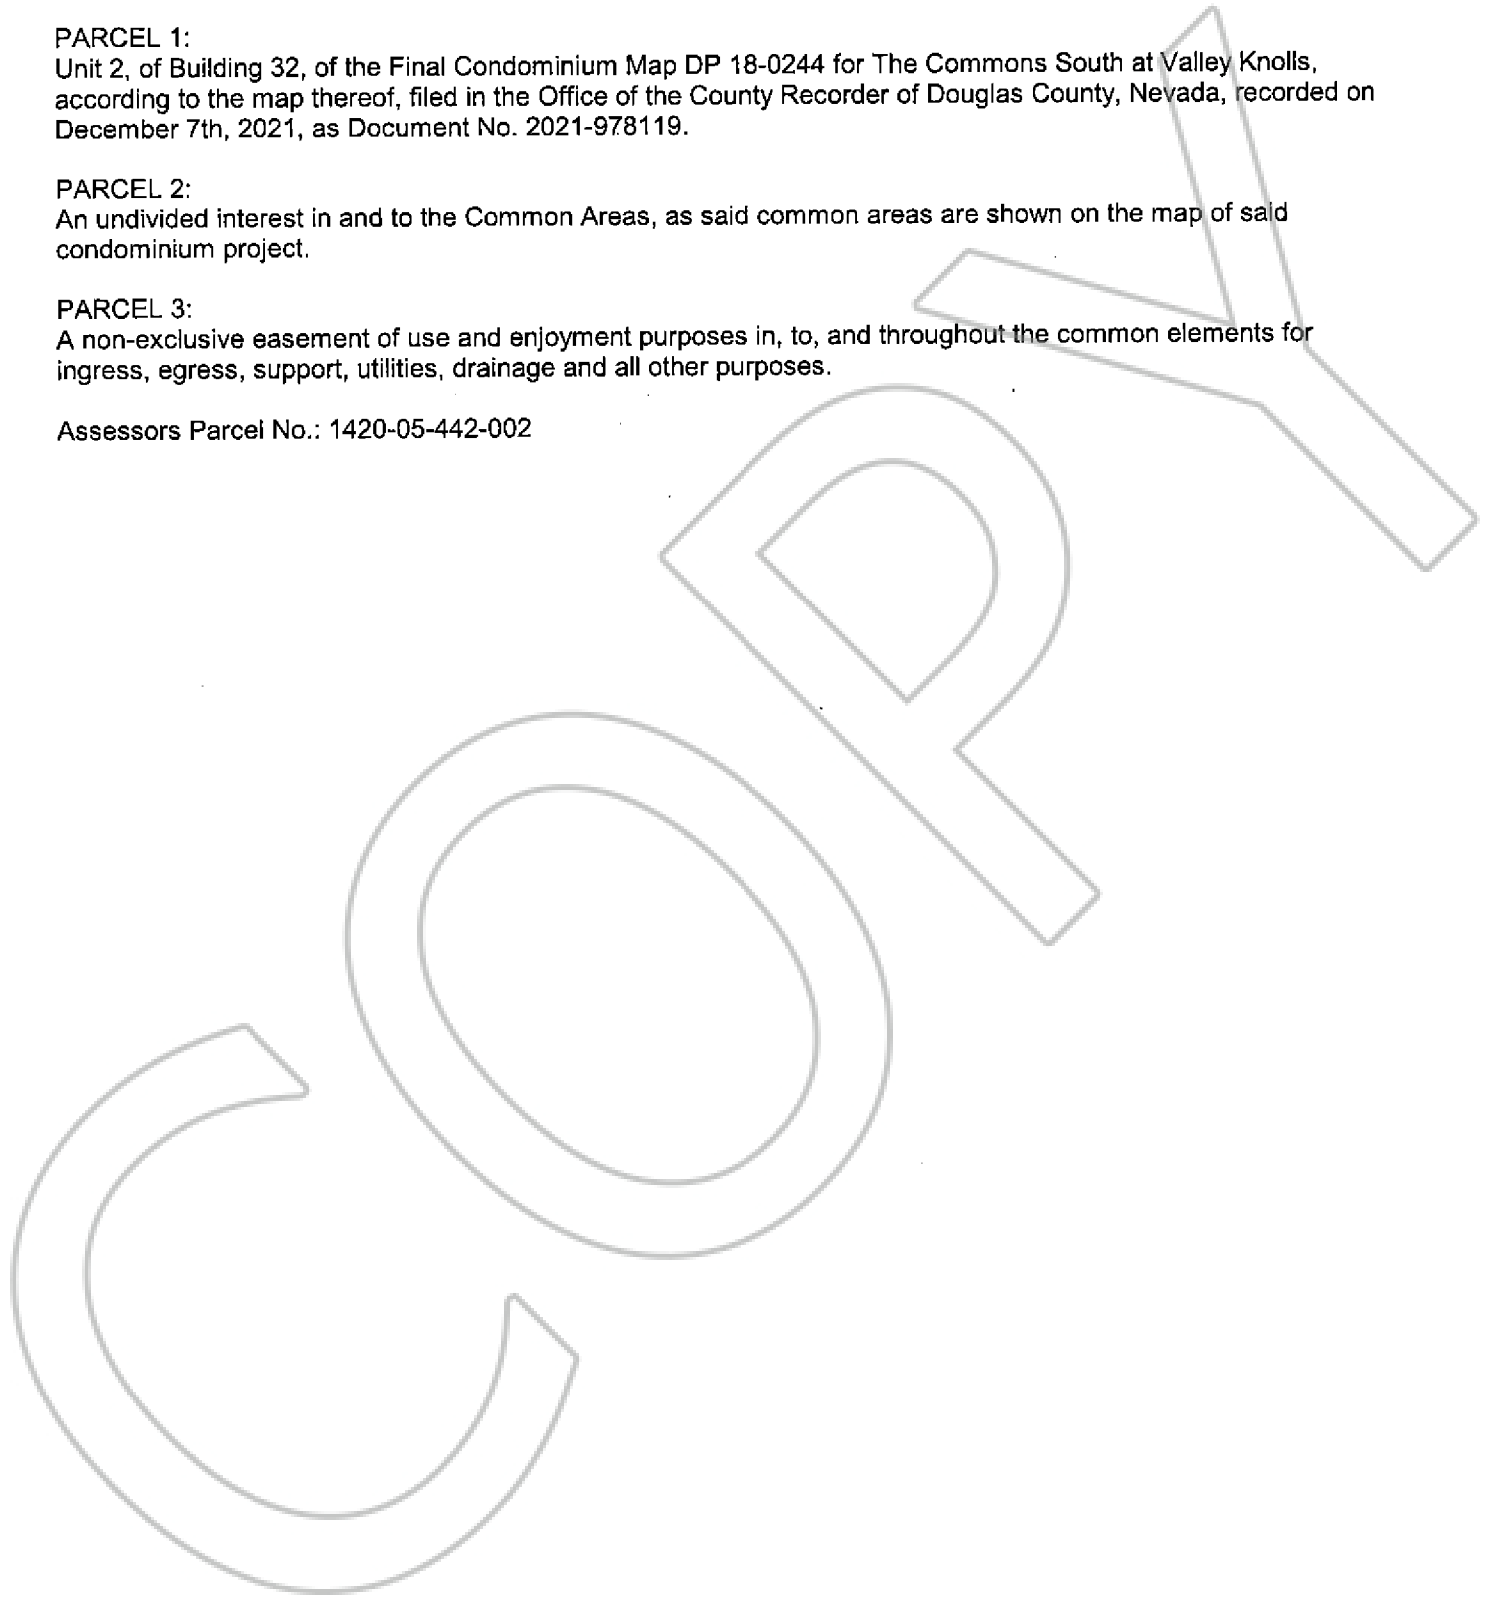 PARCEL 1:
Unit 2, of Building 32, of the Final Condominium Map DP 18-0244 for The Commons South at Valley Knolls,
according to the map thereof, filed in the Office of the County Recorder of Douglas County, Nevada, recorded on
December 7th, 2021, as Document No. 2021-978119.
PARCEL 2:
An undivided interest in and to the Common Areas, as said common areas are shown on the map of said
condominium project.
PARCEL 3:
A non-exclusive easement of use and enjoyment purposes in, to, and throughout the common elements for
ingress, egress, support, utilities, drainage and all other purposes.
Assessors Parcel No.: 1420-05-442-002
COPY